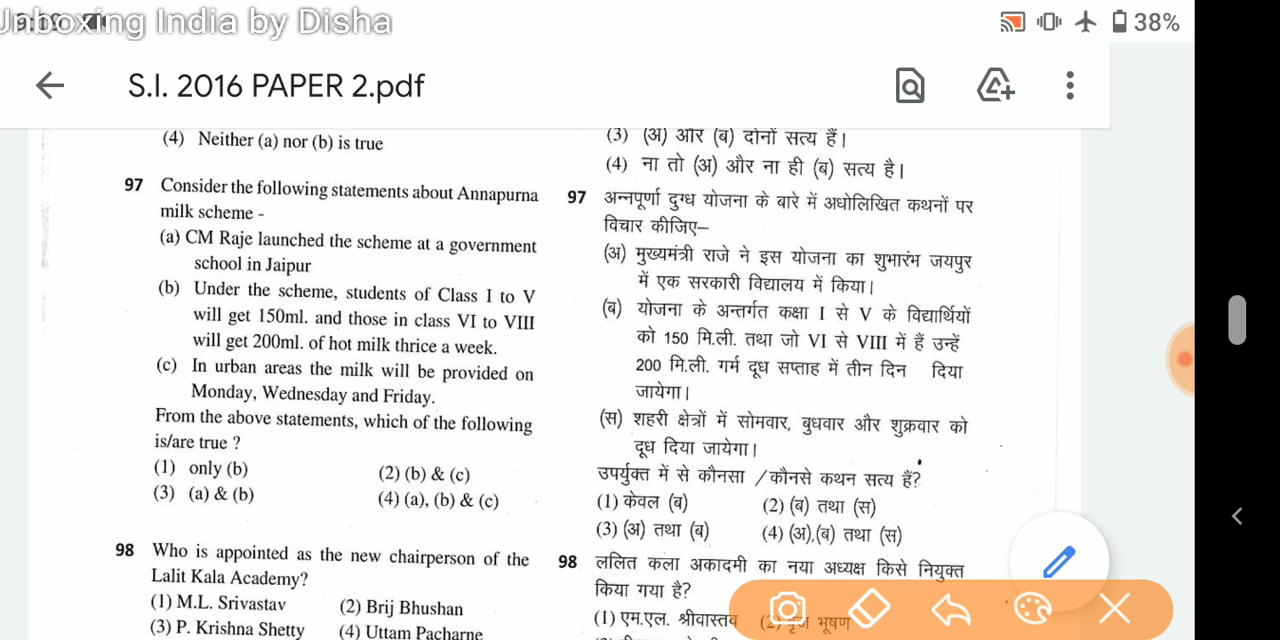 Unboxing India by Disha
38%
S.I. 2016 PAPER 2.pdf
(4) Neither (a) nor (b) is true
97 Consider the following statements about Annapurna
milk scheme -
(a) CM Raje launched the scheme at a government
school in Jaipur
(b) Under the scheme, students of Class I to V
will get 150ml. and those in class VI to VIII
will get 200ml. of hot milk thrice a week.
(c) In urban areas the milk will be provided on
Monday, Wednesday and Friday.
From the above statements, which of the following
is/are true ?
(1) only (b) (2) (b) & (c)
(3) (a) & (b) (4) (a), (b) & (c)
98 Who is appointed as the new chairperson of the
Lalit Kala Academy?
(1) M.L. Srivastav (2) Brij Bhushan
(3) P. Krishna Shetty (4) Uttam Pacharne
(3) (अ) और (ब) दोनों सत्य हैं।
(4) ना तो (अ) और ना ही (ब) सत्य है।
97 अन्नपूर्णा दुग्ध योजना के बारे में अधोलिखित कथनों पर
विचार कीजिए–
(अ) मुख्यमंत्री राजे ने इस योजना का शुभारंभ जयपुर
में एक सरकारी विद्यालय में किया।
(ब) योजना के अन्तर्गत कक्षा I से V के विद्यार्थियों
को 150 मि.ली. तथा जो VI से VIII में हैं उन्हें
200 मि.ली. गर्म दूध सप्ताह में तीन दिन दिया
जायेगा।
(स) शहरी क्षेत्रों में सोमवार, बुधवार और शुक्रवार को
दूध दिया जायेगा।
उपर्युक्त में से कौनसा /कौनसे कथन सत्य हैं?
(1) केवल (ब) (2) (ब) तथा (स)
(3) (अ) तथा (ब) (4) (अ),(ब) तथा (स)
98 ललित कला अकादमी का नया अध्यक्ष किसे नियुक्त
किया गया है?
(1) एम.एल. श्रीवास्तव (2) बृज भूषण